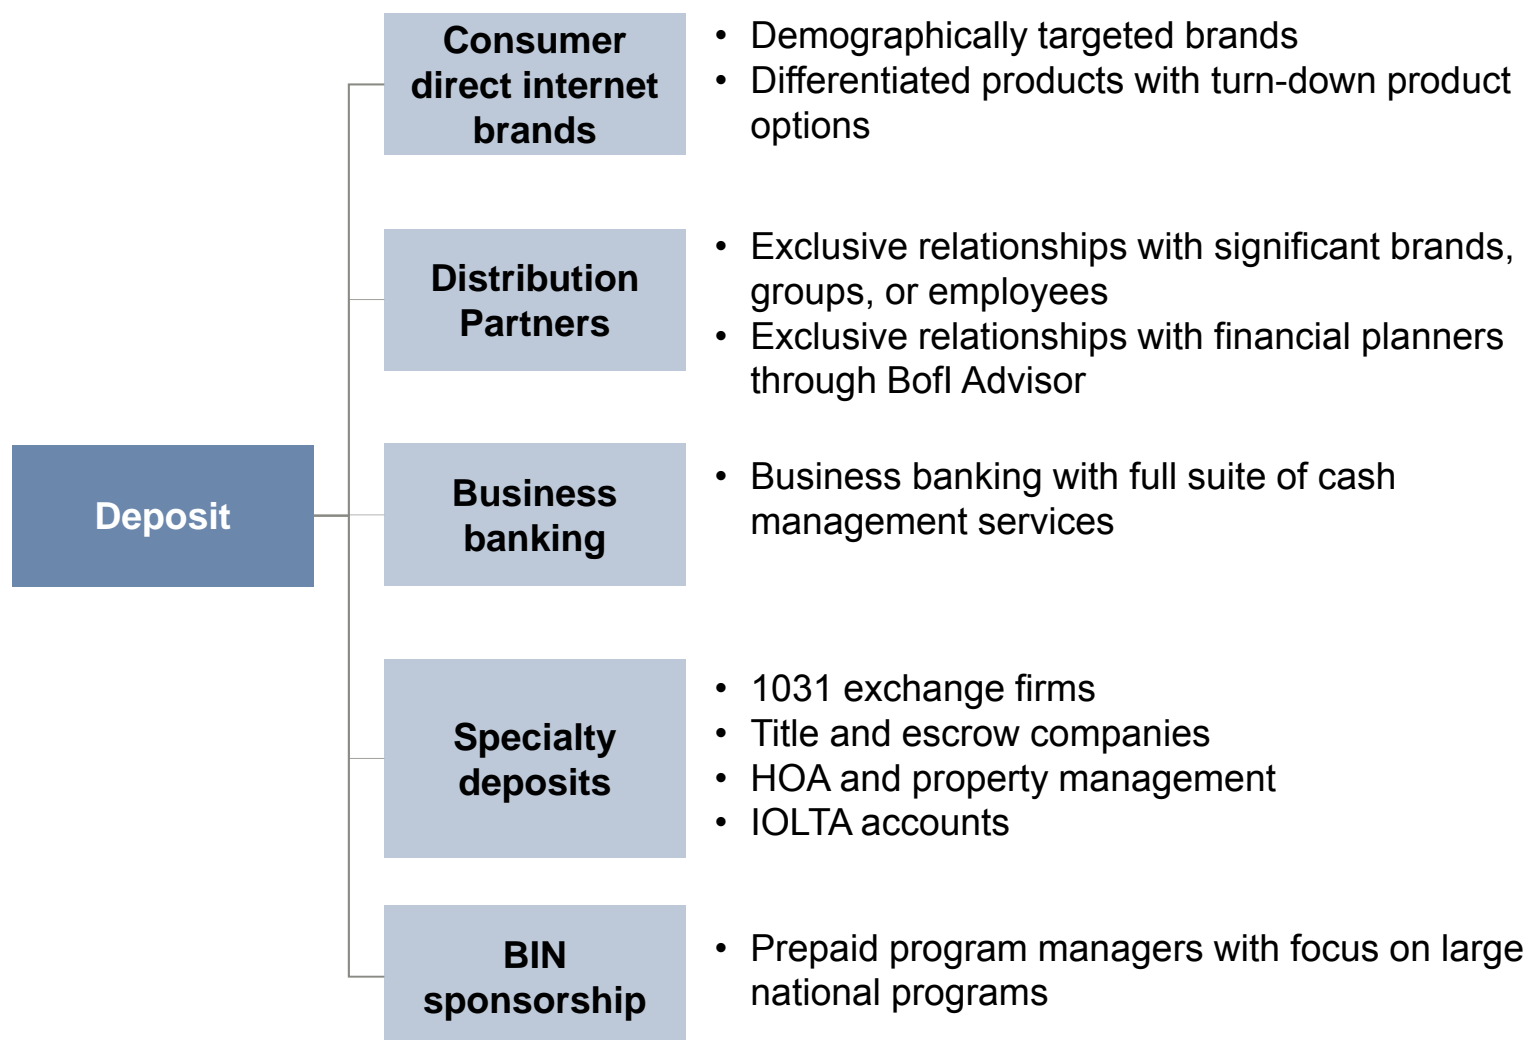 Consumer
direct internet
brands
• Demographically targeted brands
• Differentiated products with turn-down product
options
Distribution
Partners
• Exclusive relationships with significant brands,
groups, or employees
• Exclusive relationships with financial planners
through BofI Advisor
Deposit
Business
banking
• Business banking with full suite of cash
management services
Specialty
deposits
• 1031 exchange firms
• Title and escrow companies
• HOA and property management
• IOLTA accounts
BIN
sponsorship
• Prepaid program managers with focus on large
national programs